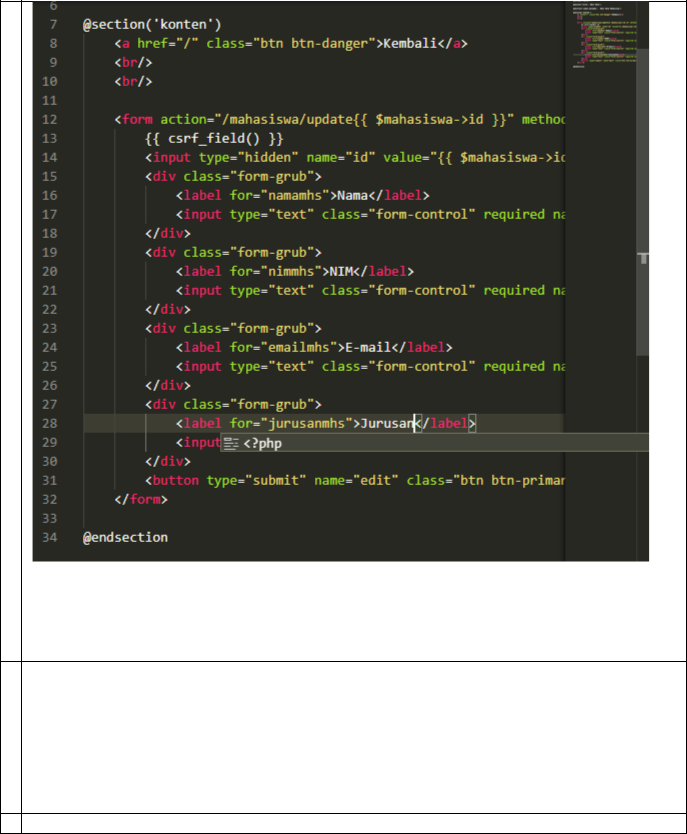 6
7 @section('konten')
8 <a href="/" class="btn btn-danger">Kembali</a>
9 <br/>
10 <br/>
11
12 <form action="/mahasiswa/update{{ $mahasiswa->id }}" method
13 {{ csrf_field() }}
14 <input type="hidden" name="id" value="{{ $mahasiswa->id
15 <div class="form-grub">
16 <label for="namamhs">Nama</label>
17 <input type="text" class="form-control" required na
18 </div>
19 <div class="form-grub">
20 <label for="nimmhs">NIM</label>
21 <input type="text" class="form-control" required na
22 </div>
23 <div class="form-grub">
24 <label for="emailmhs">E-mail</label>
25 <input type="text" class="form-control" required na
26 </div>
27 <div class="form-grub">
28 <label for="jurusanmhs">Jurusan</label>
29 <input <?php
30 </div>
31 <button type="submit" name="edit" class="btn btn-primar
32 </form>
33
34 @endsection